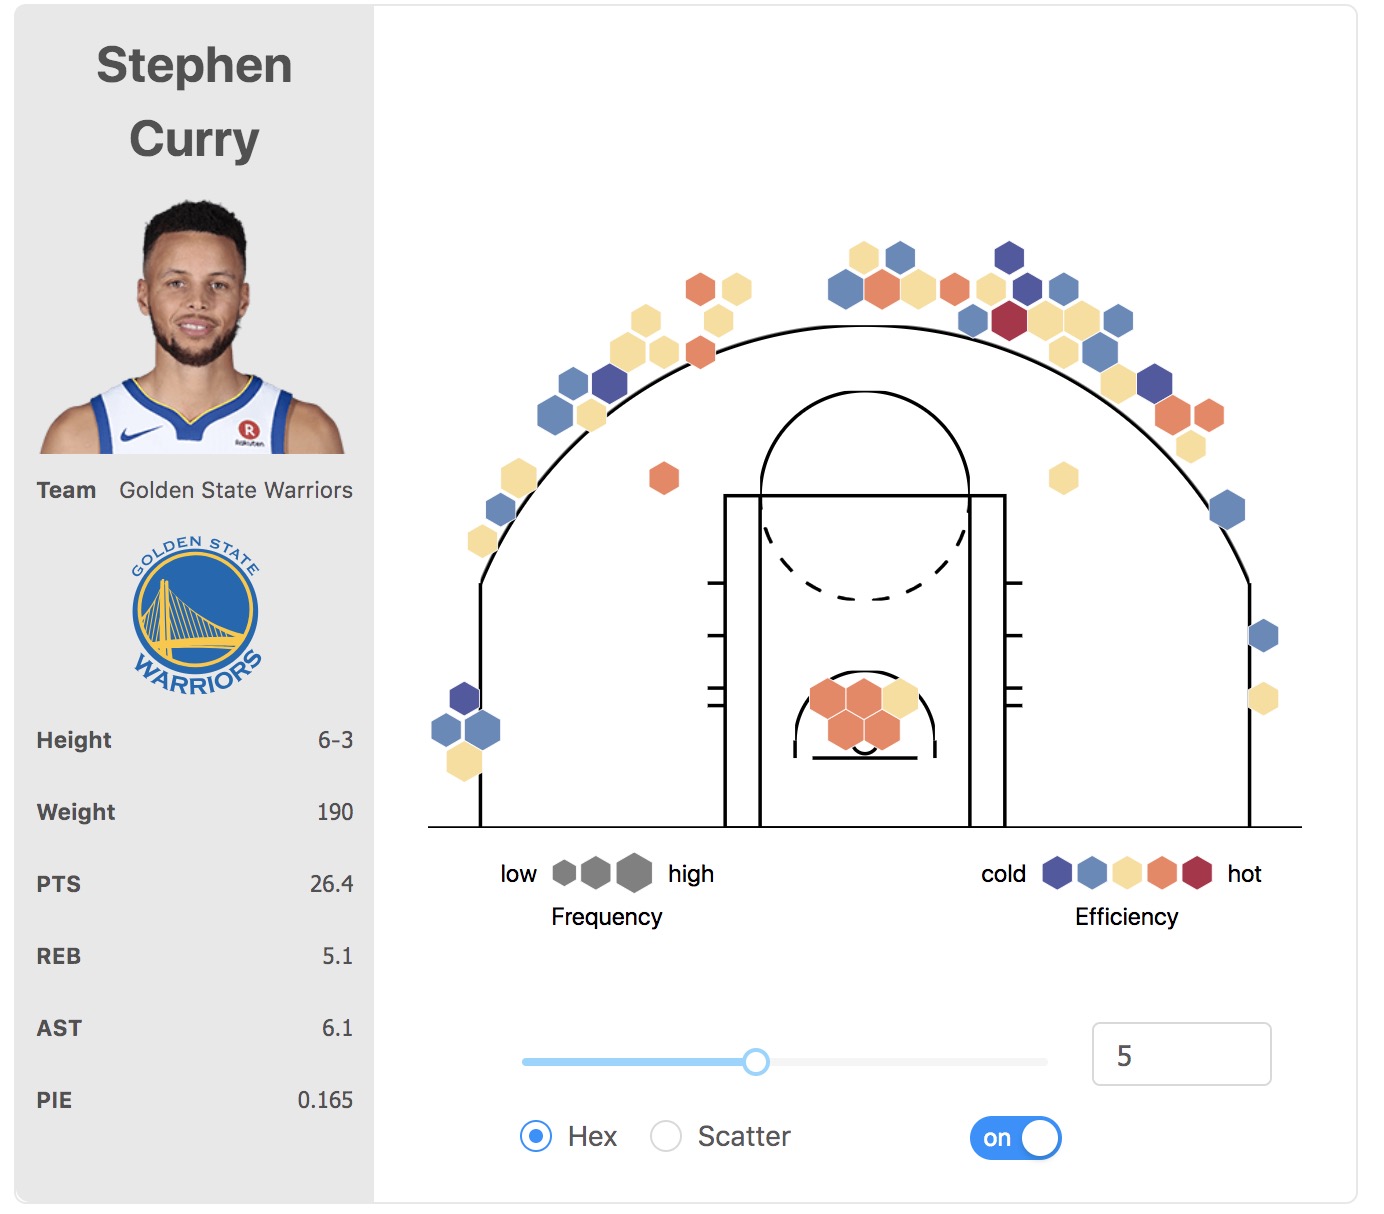 Stephen
Curry
R
Rakuten
Team Golden State Warriors
GOLDEN STATE
WARRIORS
Height 6-3
Weight 190
PTS 26.4
REB 5.1
AST 6.1
PIE 0.165
low high
Frequency
cold hot
Efficiency
5
Hex Scatter on